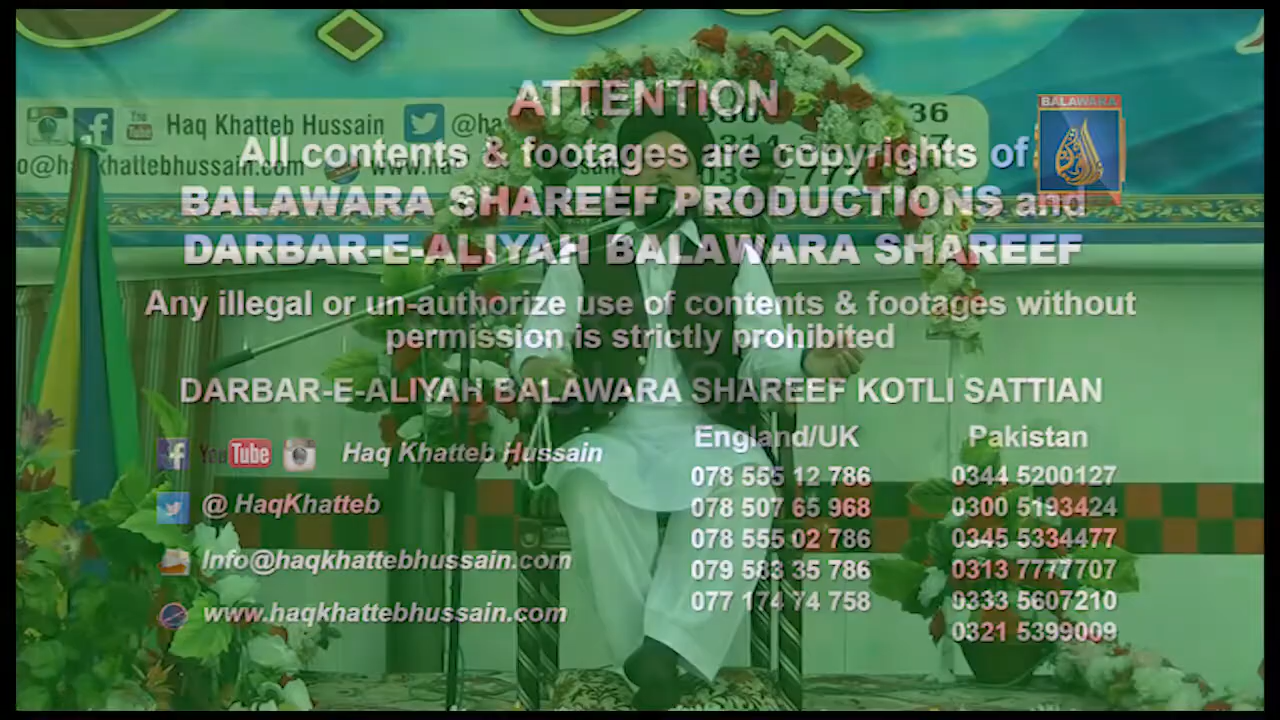 ATTENTION
All contents & footages are copyrights of
BALAWARA SHAREEF PRODUCTIONS and
DARBAR-E-ALIYAH BALAWARA SHAREEF
Any illegal or un-authorize use of contents & footages without
permission is strictly prohibited
DARBAR-E-ALIYAH BALAWARA SHAREEF KOTLI SATTIAN
You Tube Haq Khatteb Hussain
@ HaqKhatteb
Info@haqkhattebhussain.com
www.haqkhattebhussain.com
England/UK
078 555 12 786
078 507 65 968
078 555 02 786
079 583 35 786
077 174 74 758
Pakistan
0344 5200127
0300 5193424
0345 5334477
0313 7777707
0333 5607210
0321 5399009
BALAWARA
You Tube Haq Khatteb Hussain